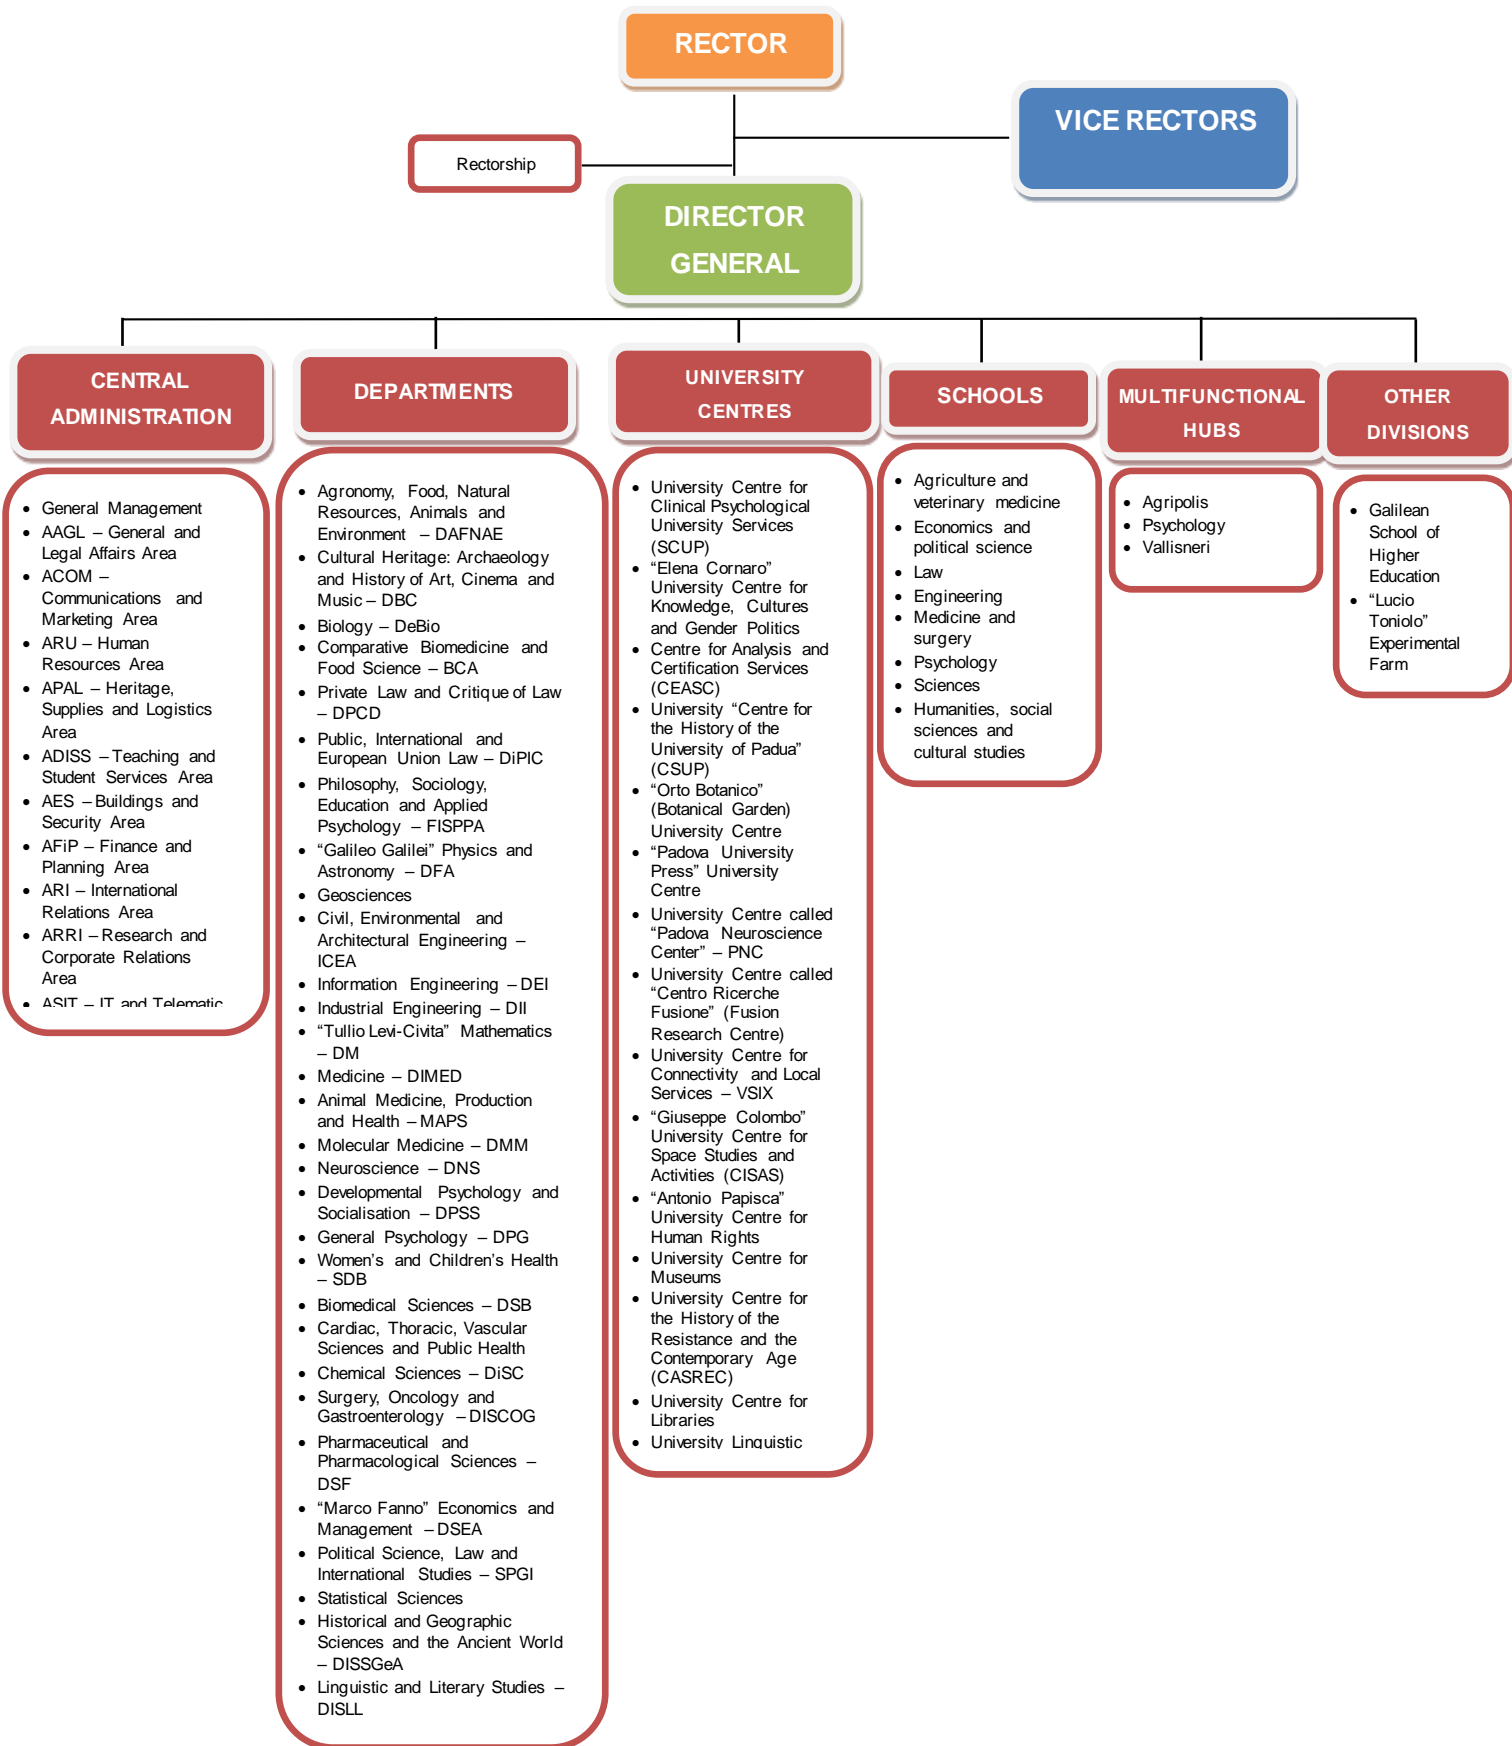 RECTOR
VICE RECTORS
Rectorship
DIRECTOR
GENERAL
CENTRAL
ADMINISTRATION
• General Management
• AAGL – General and
Legal Affairs Area
• ACOM –
Communications and
Marketing Area
• ARU – Human
Resources Area
• APAL – Heritage,
Supplies and Logistics
Area
• ADISS – Teaching and
Student Services Area
• AES – Buildings and
Security Area
• AFiP – Finance and
Planning Area
• ARI – International
Relations Area
• ARRI – Research and
Corporate Relations
Area
• ASIT – IT and Telematic
DEPARTMENTS
• Agronomy, Food, Natural
Resources, Animals and
Environment – DAFNAE
• Cultural Heritage: Archaeology
and History of Art, Cinema and
Music – DBC
• Biology – DeBio
• Comparative Biomedicine and
Food Science – BCA
• Private Law and Critique of Law
– DPCD
• Public, International and
European Union Law – DiPIC
• Philosophy, Sociology,
Education and Applied
Psychology – FISPPA
• “Galileo Galilei” Physics and
Astronomy – DFA
• Geosciences
• Civil, Environmental and
Architectural Engineering –
ICEA
• Information Engineering – DEI
• Industrial Engineering – DII
• “Tullio Levi-Civita” Mathematics
– DM
• Medicine – DIMED
• Animal Medicine, Production
and Health – MAPS
• Molecular Medicine – DMM
• Neuroscience – DNS
• Developmental Psychology and
Socialisation – DPSS
• General Psychology – DPG
• Women’s and Children’s Health
– SDB
• Biomedical Sciences – DSB
• Cardiac, Thoracic, Vascular
Sciences and Public Health
• Chemical Sciences – DiSC
• Surgery, Oncology and
Gastroenterology – DISCOG
• Pharmaceutical and
Pharmacological Sciences –
DSF
• “Marco Fanno” Economics and
Management – DSEA
• Political Science, Law and
International Studies – SPGI
• Statistical Sciences
• Historical and Geographic
Sciences and the Ancient World
– DISSGeA
• Linguistic and Literary Studies –
DISLL
UNIVERSITY
CENTRES
• University Centre for
Clinical Psychological
University Services
(SCUP)
• “Elena Cornaro”
University Centre for
Knowledge, Cultures
and Gender Politics
• Centre for Analysis and
Certification Services
(CEASC)
• University “Centre for
the History of the
University of Padua”
(CSUP)
• “Orto Botanico”
(Botanical Garden)
University Centre
• “Padova University
Press” University
Centre
• University Centre called
“Padova Neuroscience
Center” – PNC
• University Centre called
“Centro Ricerche
Fusione” (Fusion
Research Centre)
• University Centre for
Connectivity and Local
Services – VSIX
• “Giuseppe Colombo”
University Centre for
Space Studies and
Activities (CISAS)
• “Antonio Papisca”
University Centre for
Human Rights
• University Centre for
Museums
• University Centre for
the History of the
Resistance and the
Contemporary Age
(CASREC)
• University Centre for
Libraries
• University Linguistic
SCHOOLS
• Agriculture and
veterinary medicine
• Economics and
political science
• Law
• Engineering
• Medicine and
surgery
• Psychology
• Sciences
• Humanities, social
sciences and
cultural studies
MULTIFUNCTIONAL
HUBS
• Agripolis
• Psychology
• Vallisneri
OTHER
DIVISIONS
• Galilean
School of
Higher
Education
• “Lucio
Toniolo”
Experimental
Farm